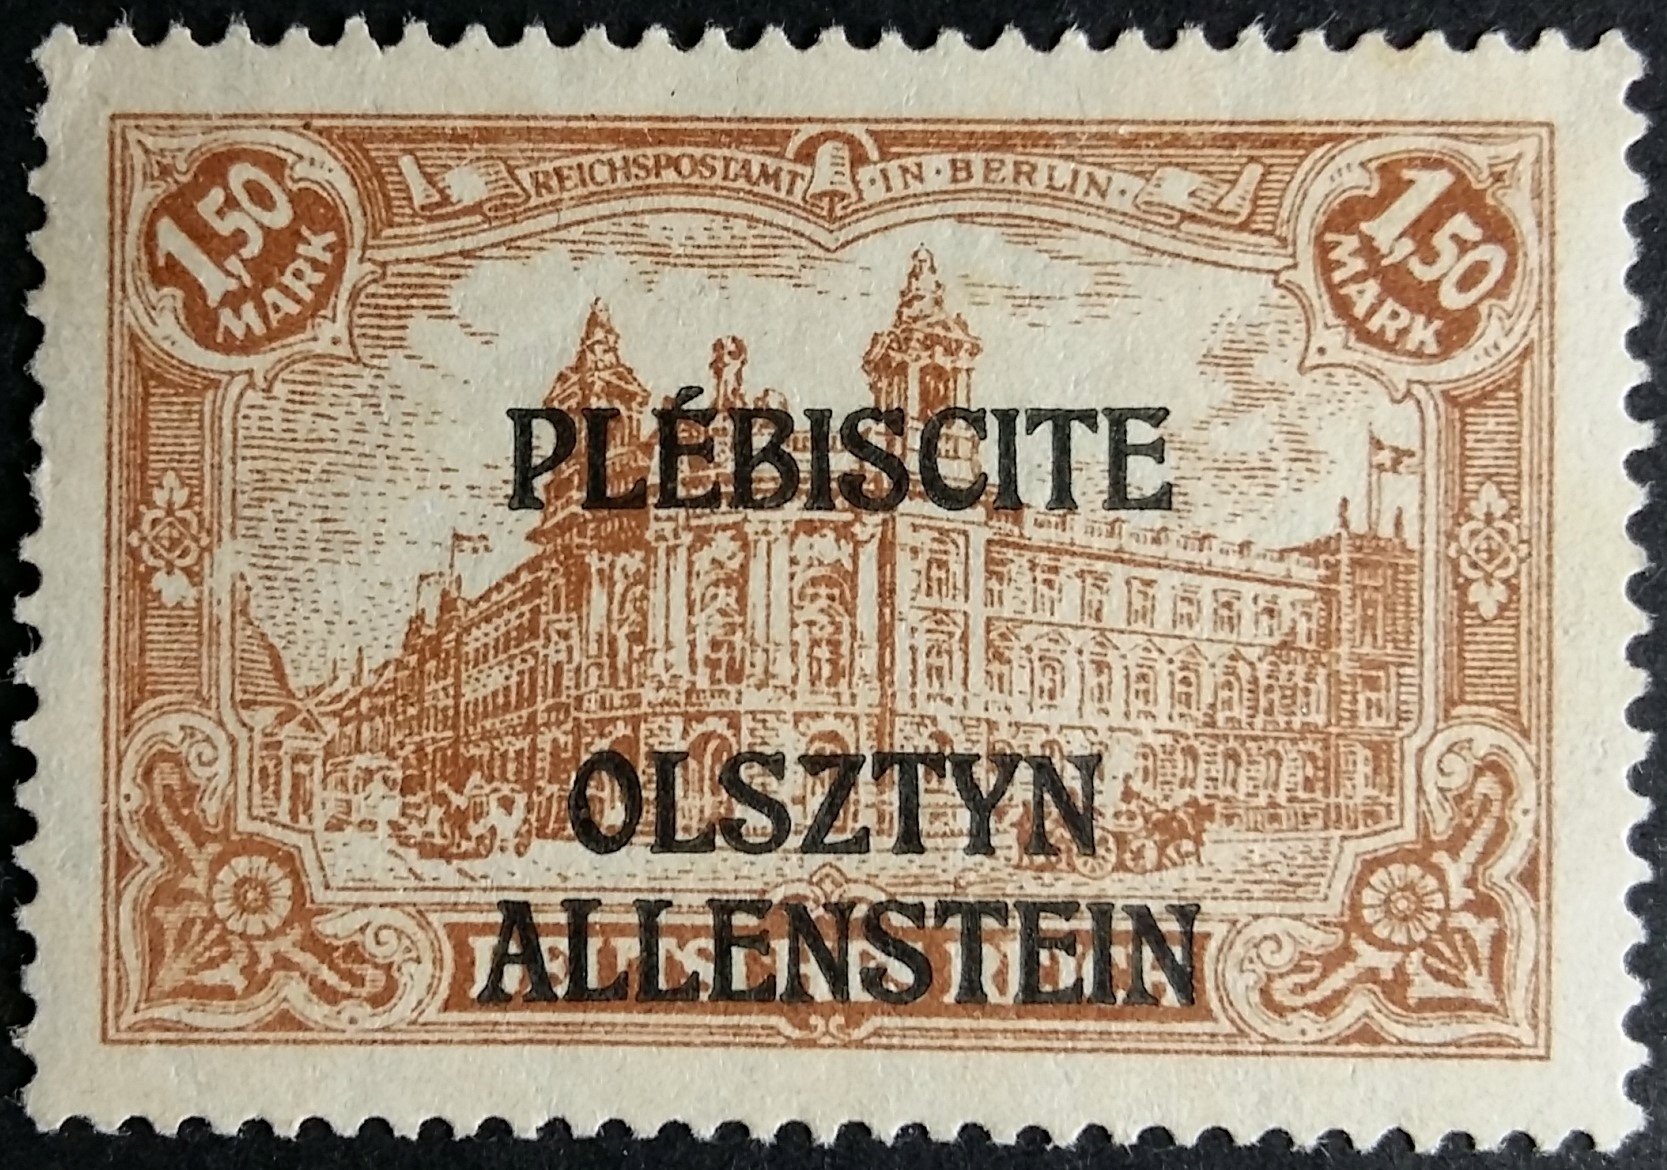 REICHSPOSTAMT · IN · BERLIN ·
1,50
MARK
1,50
MARK
PLÉBISCITE
OLSZTYN
ALLENSTEIN